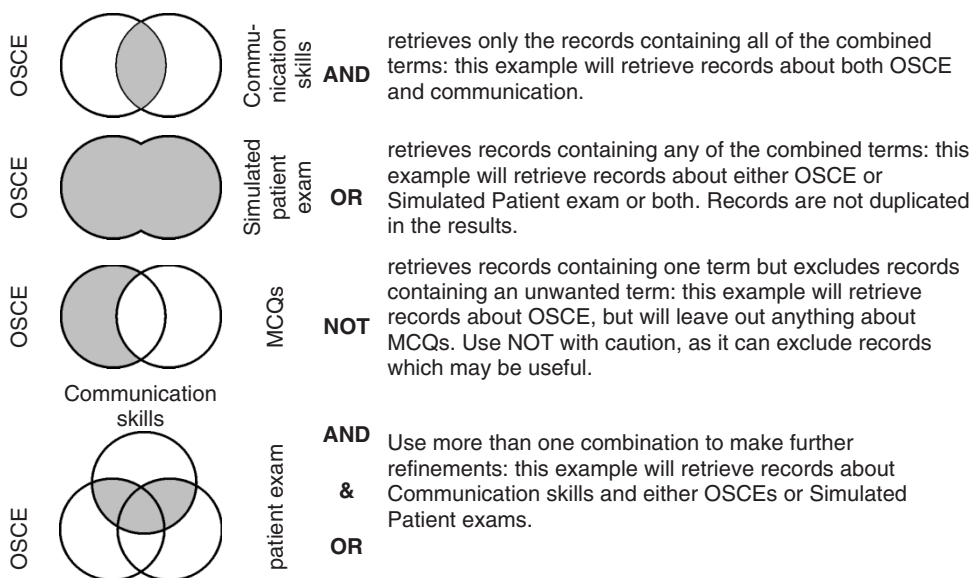 OSCE
Commu-
nication
skills
AND
retrieves only the records containing all of the combined
terms: this example will retrieve records about both OSCE
and communication.
OSCE
Simulated
patient
exam
OR
retrieves records containing any of the combined terms: this
example will retrieve records about either OSCE or
Simulated Patient exam or both. Records are not duplicated
in the results.
OSCE
MCQs
NOT
retrieves records containing one term but excludes records
containing an unwanted term: this example will retrieve
records about OSCE, but will leave out anything about
MCQs. Use NOT with caution, as it can exclude records
which may be useful.
Communication
skills
OSCE
patient exam
AND
&
OR
Use more than one combination to make further
refinements: this example will retrieve records about
Communication skills and either OSCEs or Simulated
Patient exams.